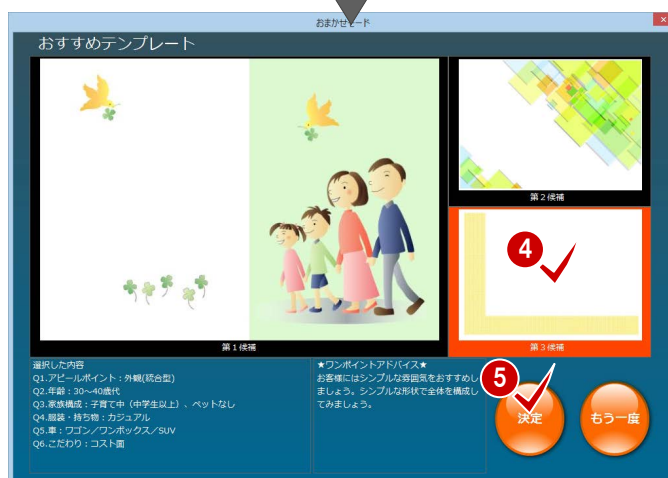 おまかせモード
おすすめテンプレート
第１候補
第２候補
4
第３候補
選択した内容
Q1.アピールポイント：外観(統合型)
Q2.年齢：30～40歳代
Q3.家族構成：子育て中（中学生以上）、ペットなし
Q4.服装・持ち物：カジュアル
Q5.車：ワゴン／ワンボックス／SUV
Q6.こだわり：コスト面
★ワンポイントアドバイス★
お客様にはシンプルな雰囲気をおすすめし
ましょう。シンプルな形状で全体を構成し
てみましょう。
5
決定
もう一度